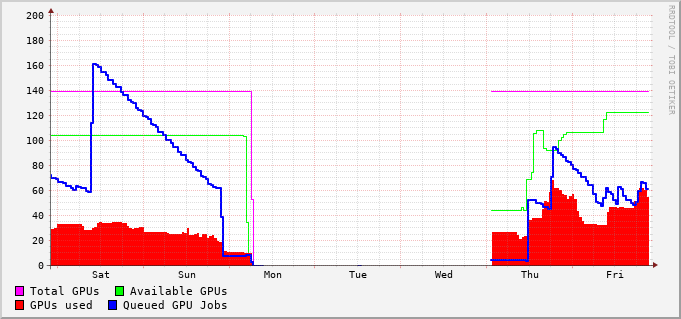 200
180
160
140
120
100
80
60
40
20
0
Sat Sun Mon Tue Wed Thu Fri
Total GPUs Available GPUs
GPUs used Queued GPU Jobs
RRDTOOL / TOBI OETIKER